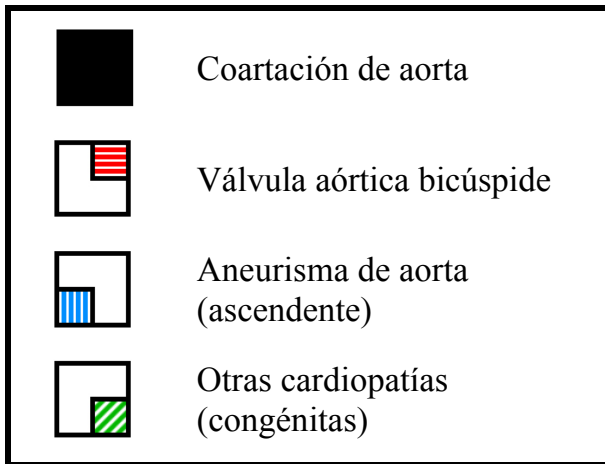 Coartación de aorta
Válvula aórtica bicúspide
Aneurisma de aorta
(ascendente)
Otras cardiopatías
(congénitas)